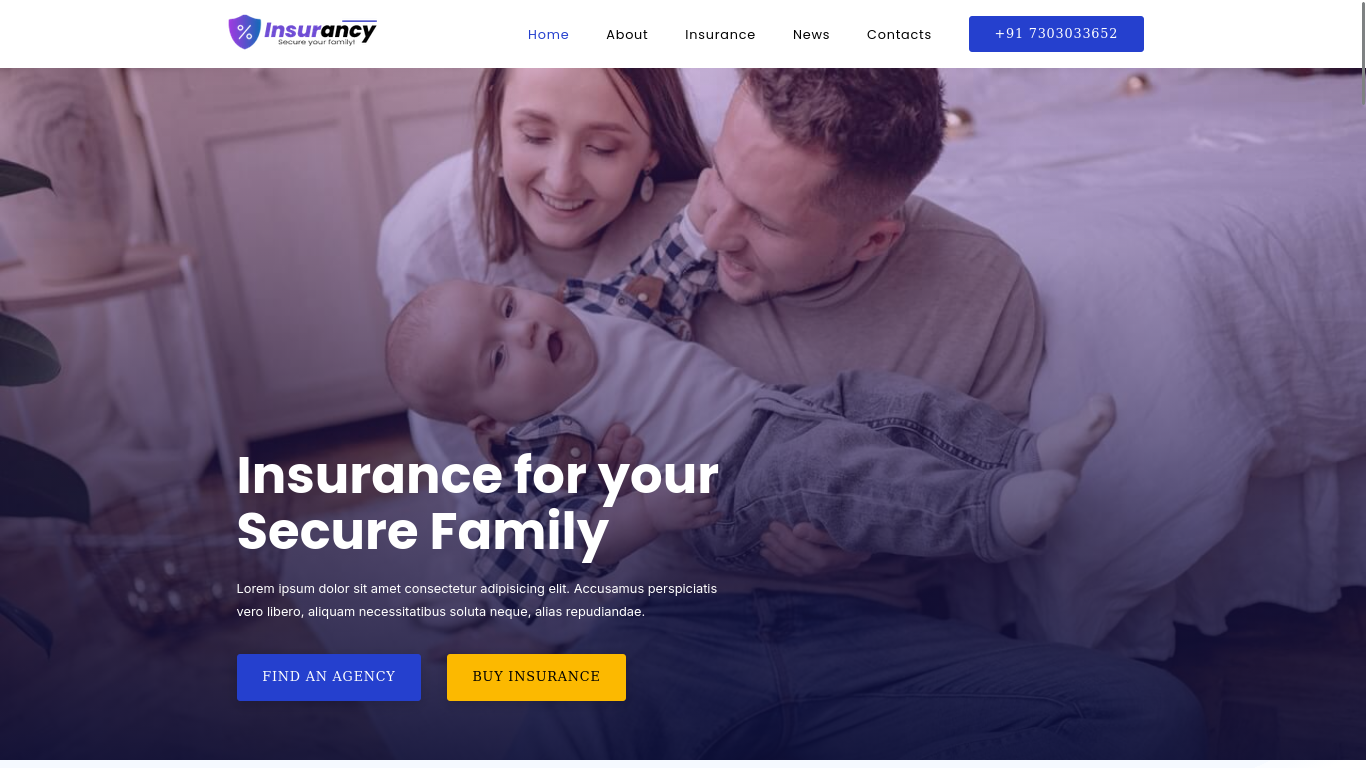 Insurancy
Secure your family!
Home
About
Insurance
News
Contacts
+91 7303033652
Insurance for your
Secure Family
Lorem ipsum dolor sit amet consectetur adipisicing elit. Accusamus perspiciatis
vero libero, aliquam necessitatibus soluta neque, alias repudiandae.
FIND AN AGENCY
BUY INSURANCE